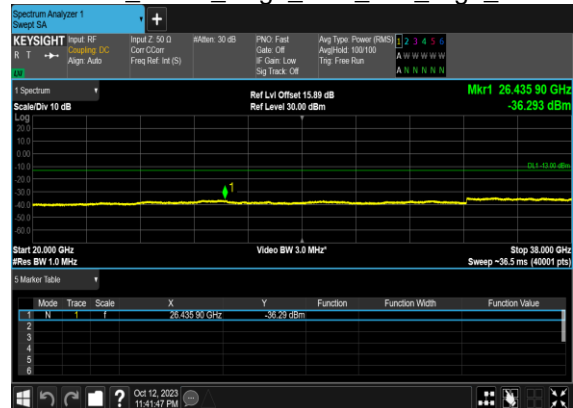 Spectrum Analyzer 1
Swept SA
+
KEYSIGHT
R T
LW
Input: RF
Coupling: DC
Align: Auto
Input Z: 50 Ω
Corr CCorr
Freq Ref: Int (S)
#Atten: 30 dB
PNO: Fast
Gate: Off
IF Gain: Low
Sig Track: Off
Avg Type: Power (RMS)
Avg|Hold: 100/100
Trig: Free Run
1 2 3 4 5 6
A W W W W W
A N N N N N
1 Spectrum
Scale/Div 10 dB
Ref Lvl Offset 15.89 dB
Ref Level 30.00 dBm
Mkr1 26.435 90 GHz
-36.293 dBm
Log
20.0
10.0
0.00
-10.0
-20.0
-30.0
-40.0
-50.0
-60.0
DL1 -13.00 dBm
1
Start 20.000 GHz
#Res BW 1.0 MHz
Video BW 3.0 MHz*
Stop 38.000 GHz
Sweep ~36.5 ms (40001 pts)
5 Marker Table
Mode Trace Scale X Y Function Function Width Function Value
1 N 1 f 26.435 90 GHz -36.29 dBm
2
3
4
5
6
?
Oct 12, 2023
11:41:47 PM